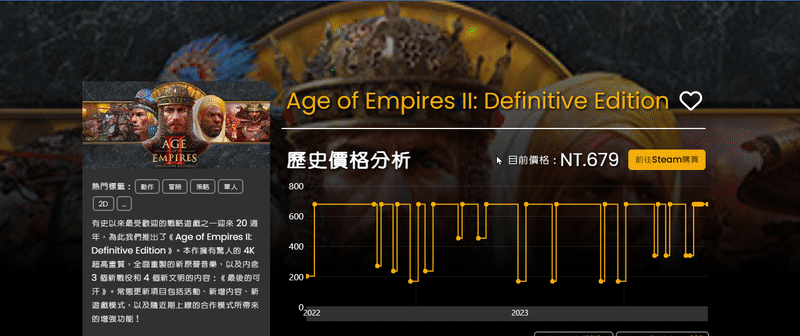 Age of Empires II: Definitive Edition
AGE
OF
EMPIRES
歷史價格分析
目前價格：NT.679
前往Steam購買
熱門標籤：
動作
冒險
策略
單人
2D
...
有史以來最受歡迎的戰略遊戲之一迎來 20 週
年，為此我們推出了《Age of Empires II:
Definitive Edition》。本作擁有驚人的 4K
超高畫質、全面重製的新原聲音樂，以及內含
3 個新戰役和 4 個新文明的內容：《最後的可
汗》。常態更新項目包括活動、新增內容、新
遊戲模式，以及隨近期上線的合作模式所帶來
的增強功能！
800
600
400
200
0
2022
2023